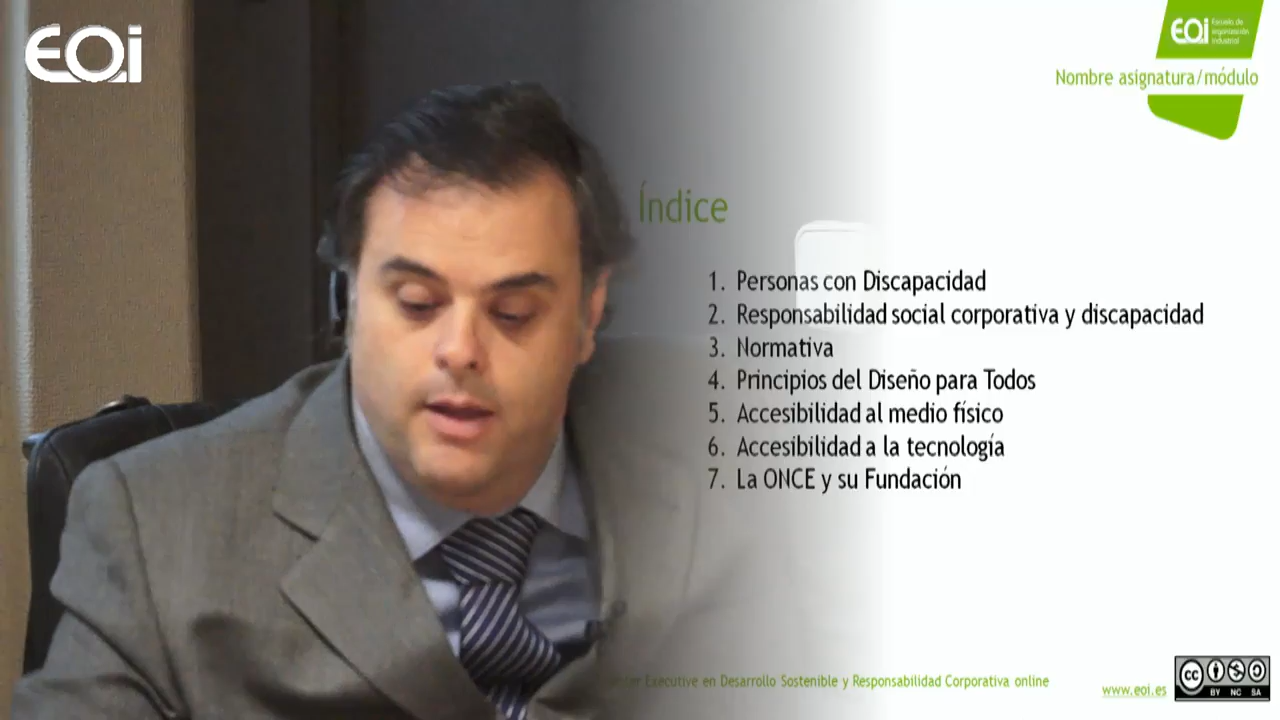 EOi
EOi
Escuela de
organización
industrial
Nombre asignatura/módulo
Índice
1. Personas con Discapacidad
2. Responsabilidad social corporativa y discapacidad
3. Normativa
4. Principios del Diseño para Todos
5. Accesibilidad al medio físico
6. Accesibilidad a la tecnología
7. La ONCE y su Fundación
Executive en Desarrollo Sostenible y Responsabilidad Corporativa online
www.eoi.es
cc
BY NC SA